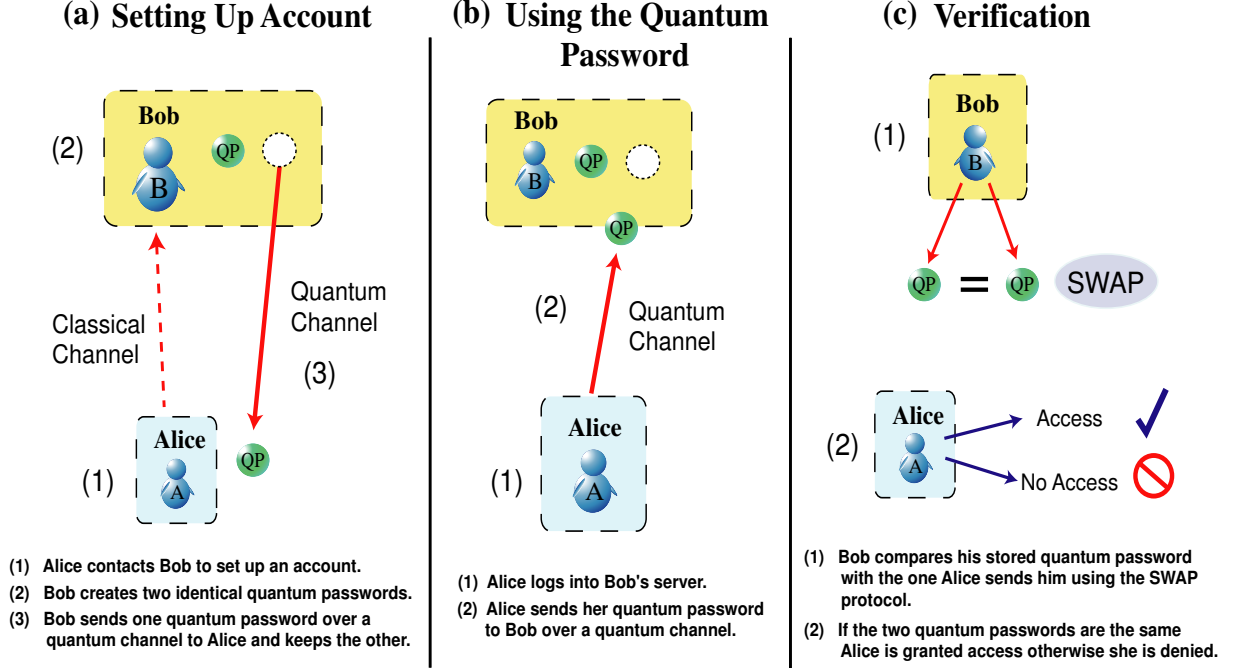 (a) Setting Up Account
(2)
Bob
B
QP
Classical
Channel
Quantum
Channel
(3)
(1)
Alice
A
QP
(1) Alice contacts Bob to set up an account.
(2) Bob creates two identical quantum passwords.
(3) Bob sends one quantum password over a
quantum channel to Alice and keeps the other.
(b) Using the Quantum
Password
Bob
B
QP
QP
(2)
Quantum
Channel
(1)
Alice
A
(1) Alice logs into Bob's server.
(2) Alice sends her quantum password
to Bob over a quantum channel.
(c) Verification
(1)
Bob
B
QP = QP SWAP
(2)
Alice
A
Access
No Access
(1) Bob compares his stored quantum password
with the one Alice sends him using the SWAP
protocol.
(2) If the two quantum passwords are the same
Alice is granted access otherwise she is denied.